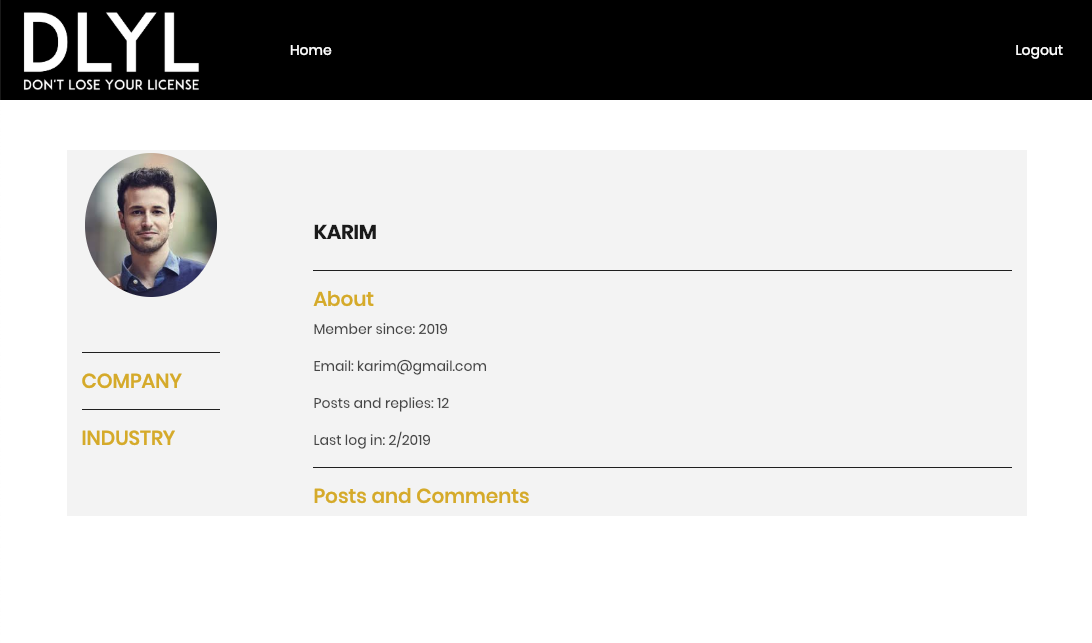 DLYL
DON'T LOSE YOUR LICENSE
Home
Logout
KARIM
About
Member since: 2019
Email: karim@gmail.com
Posts and replies: 12
Last log in: 2/2019
Posts and Comments
COMPANY
INDUSTRY